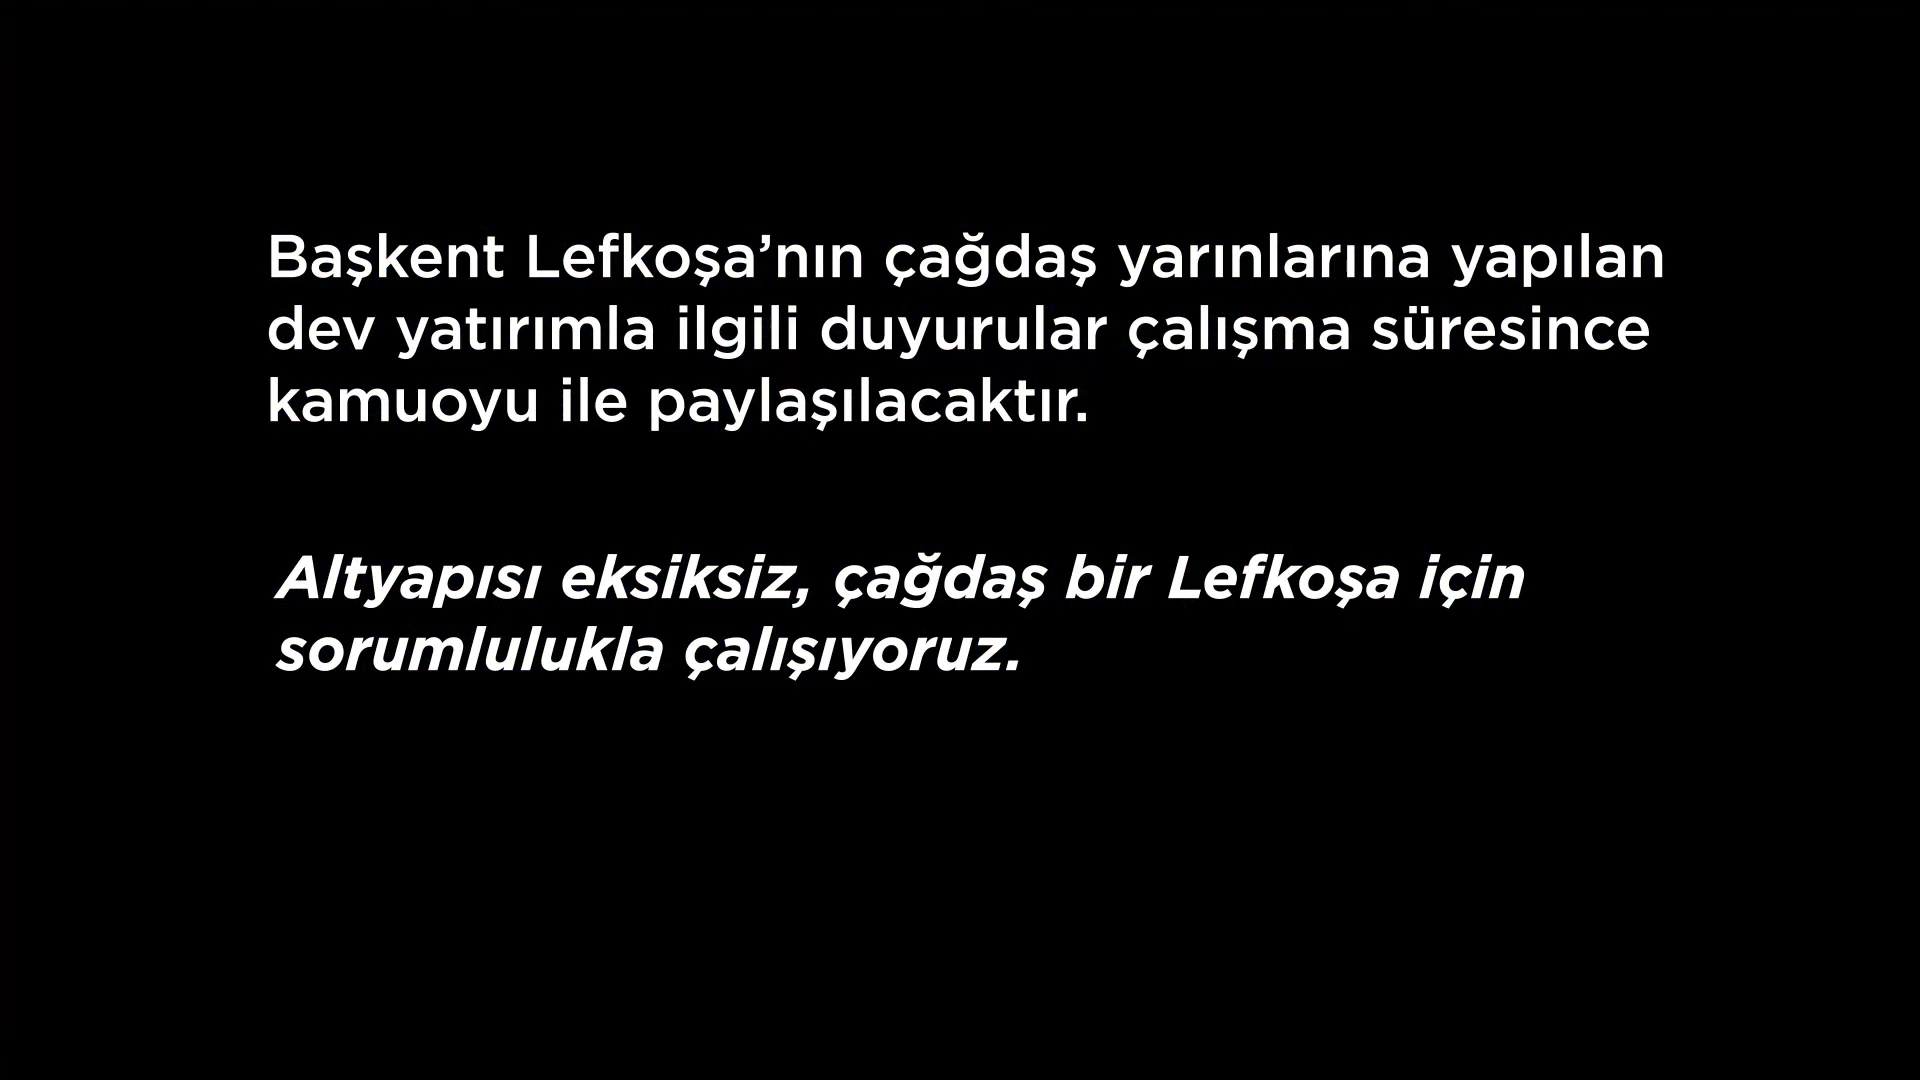 Başkent Lefkoşa’nın çağdaş yarınlarına yapılan
dev yatırımla ilgili duyurular çalışma süresince
kamuoyu ile paylaşılacaktır.
Altyapısı eksiksiz, çağdaş bir Lefkoşa için
sorumlulukla çalışıyoruz.